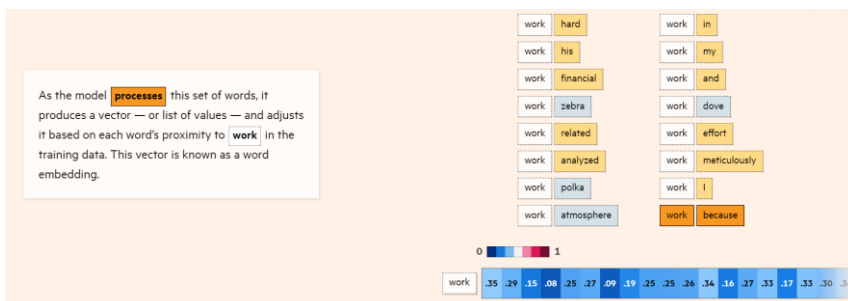 work hard work in
work his work my
work financial work and
As the model processes this set of words, it
produces a vector — or list of values — and adjusts
it based on each word's proximity to work in the
training data. This vector is known as a word
embedding.
work zebra work dove
work related work effort
work analyzed work meticulously
work polka work I
work atmosphere work because
0 1
work .35 .29 .15 .08 .25 .27 .09 .19 .25 .25 .26 .34 .16 .27 .33 .17 .33 .30